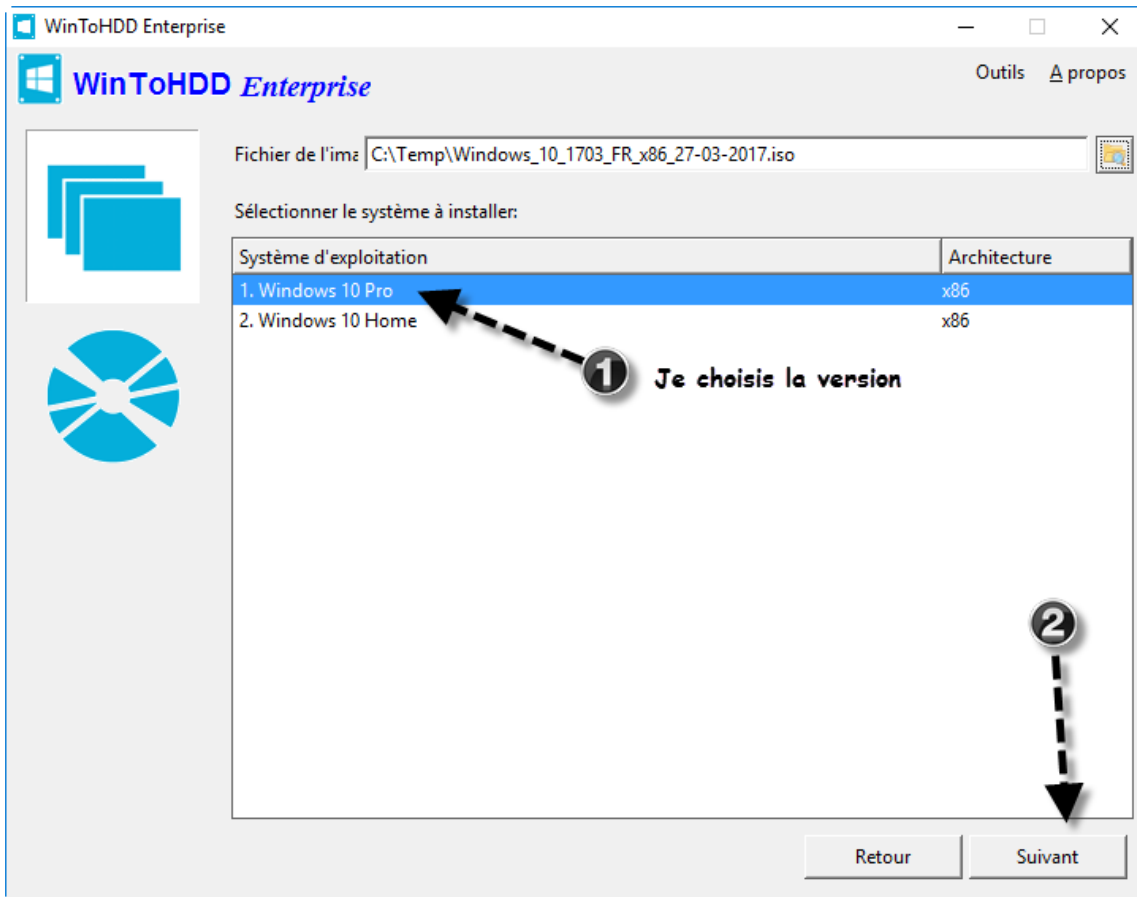 WinToHDD Enterprise
WinToHDD Enterprise
Outils A propos
Fichier de l'ima C:\Temp\Windows_10_1703_FR_x86_27-03-2017.iso
Sélectionner le système à installer:
Système d'exploitation Architecture
1. Windows 10 Pro x86
2. Windows 10 Home x86
1 Je choisis la version
2
Retour Suivant